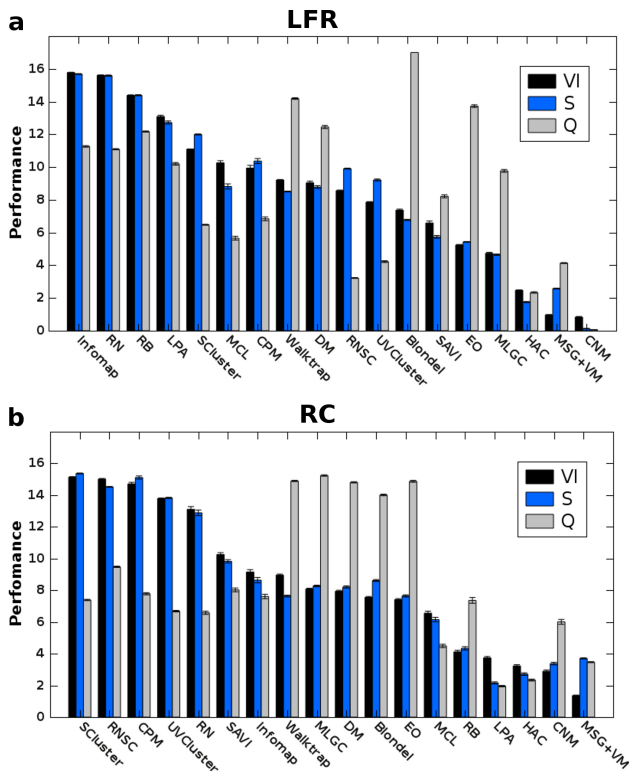 a
LFR
Performance
16
14
12
10
8
6
4
2
0
VI
S
Q
Infomap
RN
RB
LPA
SCluster
MCL
CPM
Walktrap
DM
RNSC
UVCluster
Blondel
SAVI
EO
MLGC
HAC
MSG+VM
CNM
b
RC
Perfomance
16
14
12
10
8
6
4
2
0
VI
S
Q
SCluster
RNSC
CPM
UVCluster
RN
SAVI
Infomap
Walktrap
MLGC
DM
Blondel
EO
MCL
RB
LPA
HAC
CNM
MSG+VM